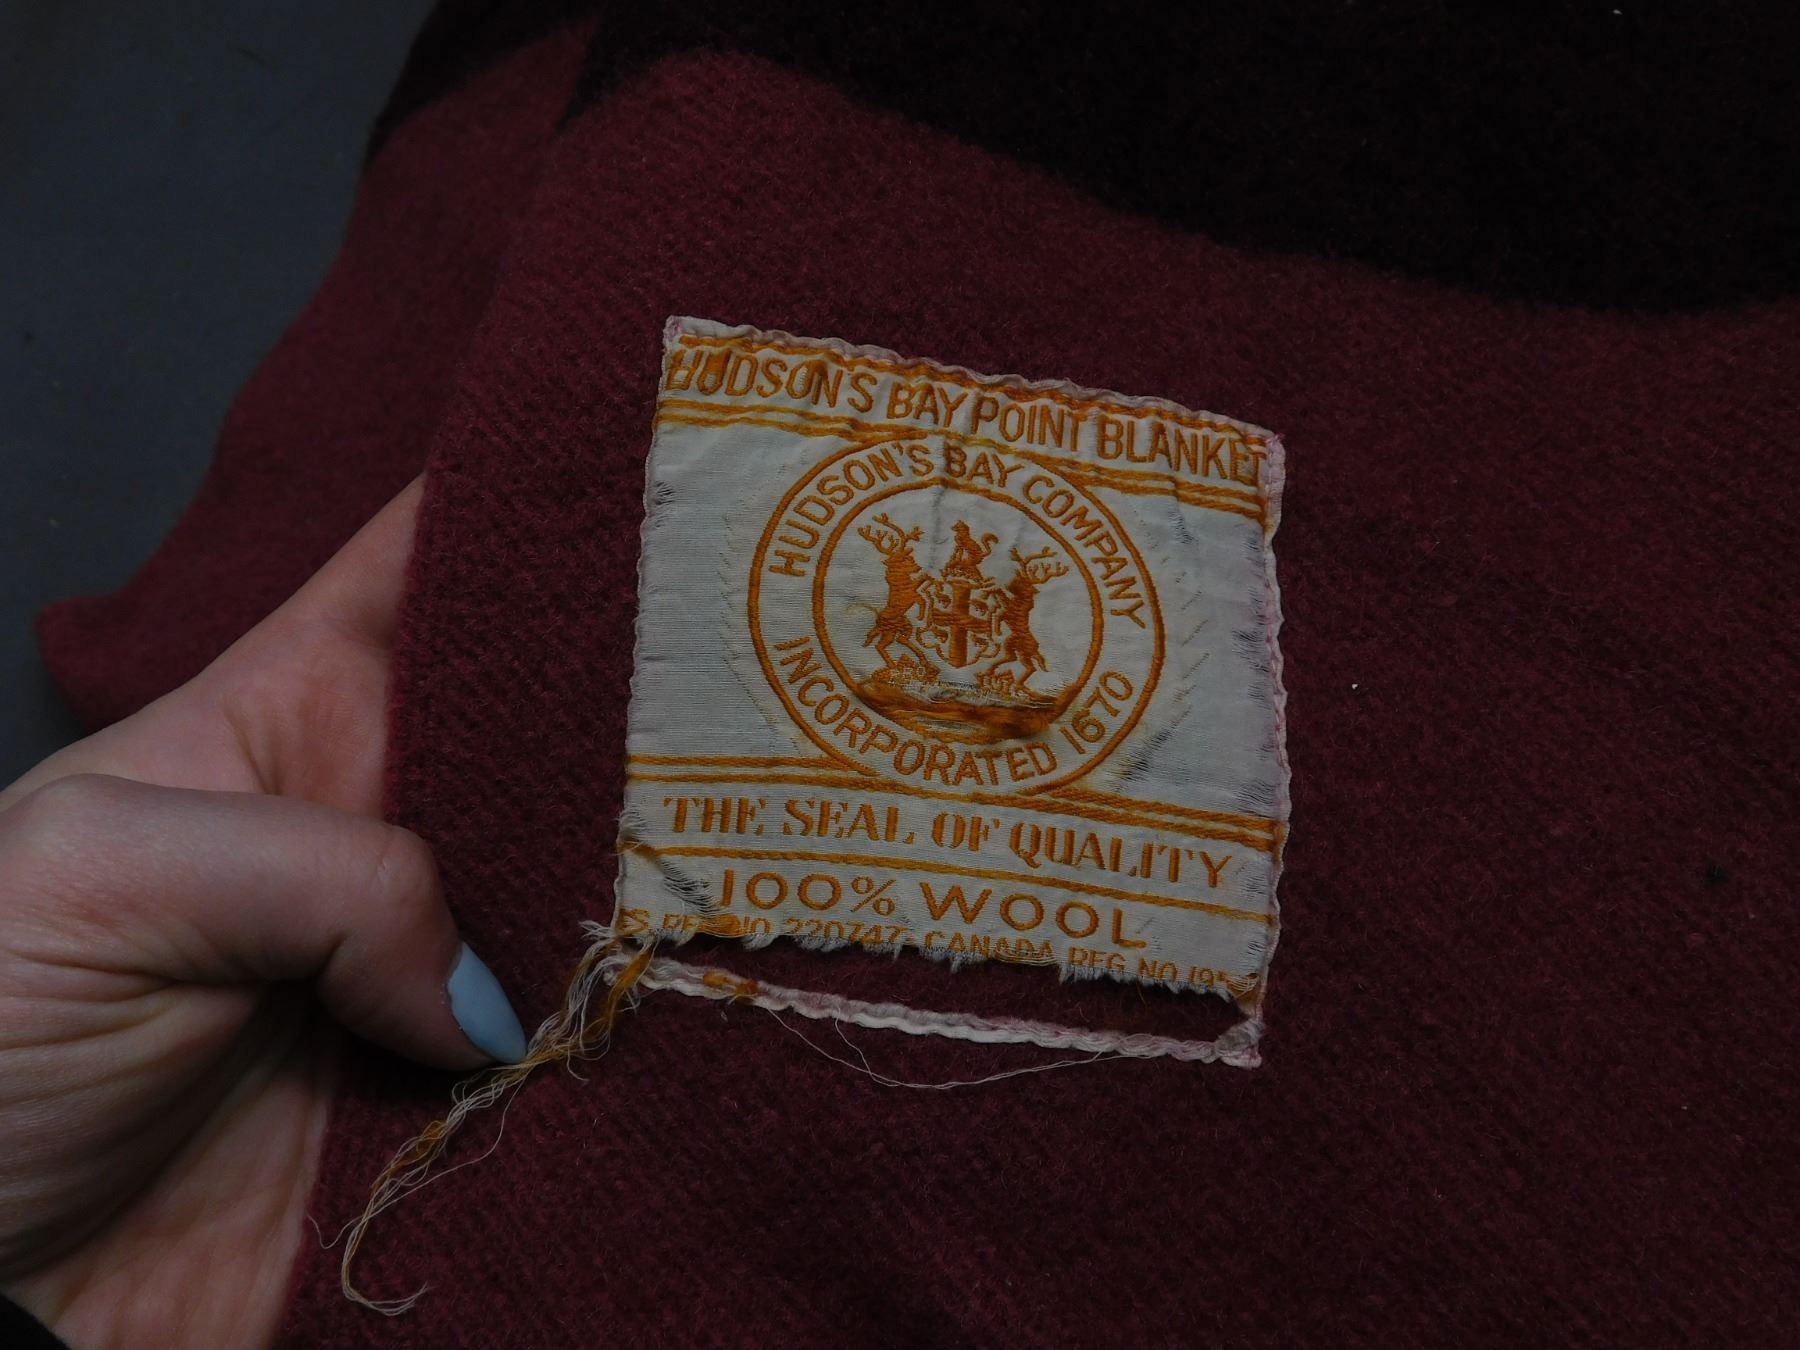 HUDSON'S BAY POINT BLANKET
HUDSON'S BAY COMPANY
INCORPORATED 1670
THE SEAL OF QUALITY
100% WOOL
NO. 220747 - CANADA REG. NO. 195